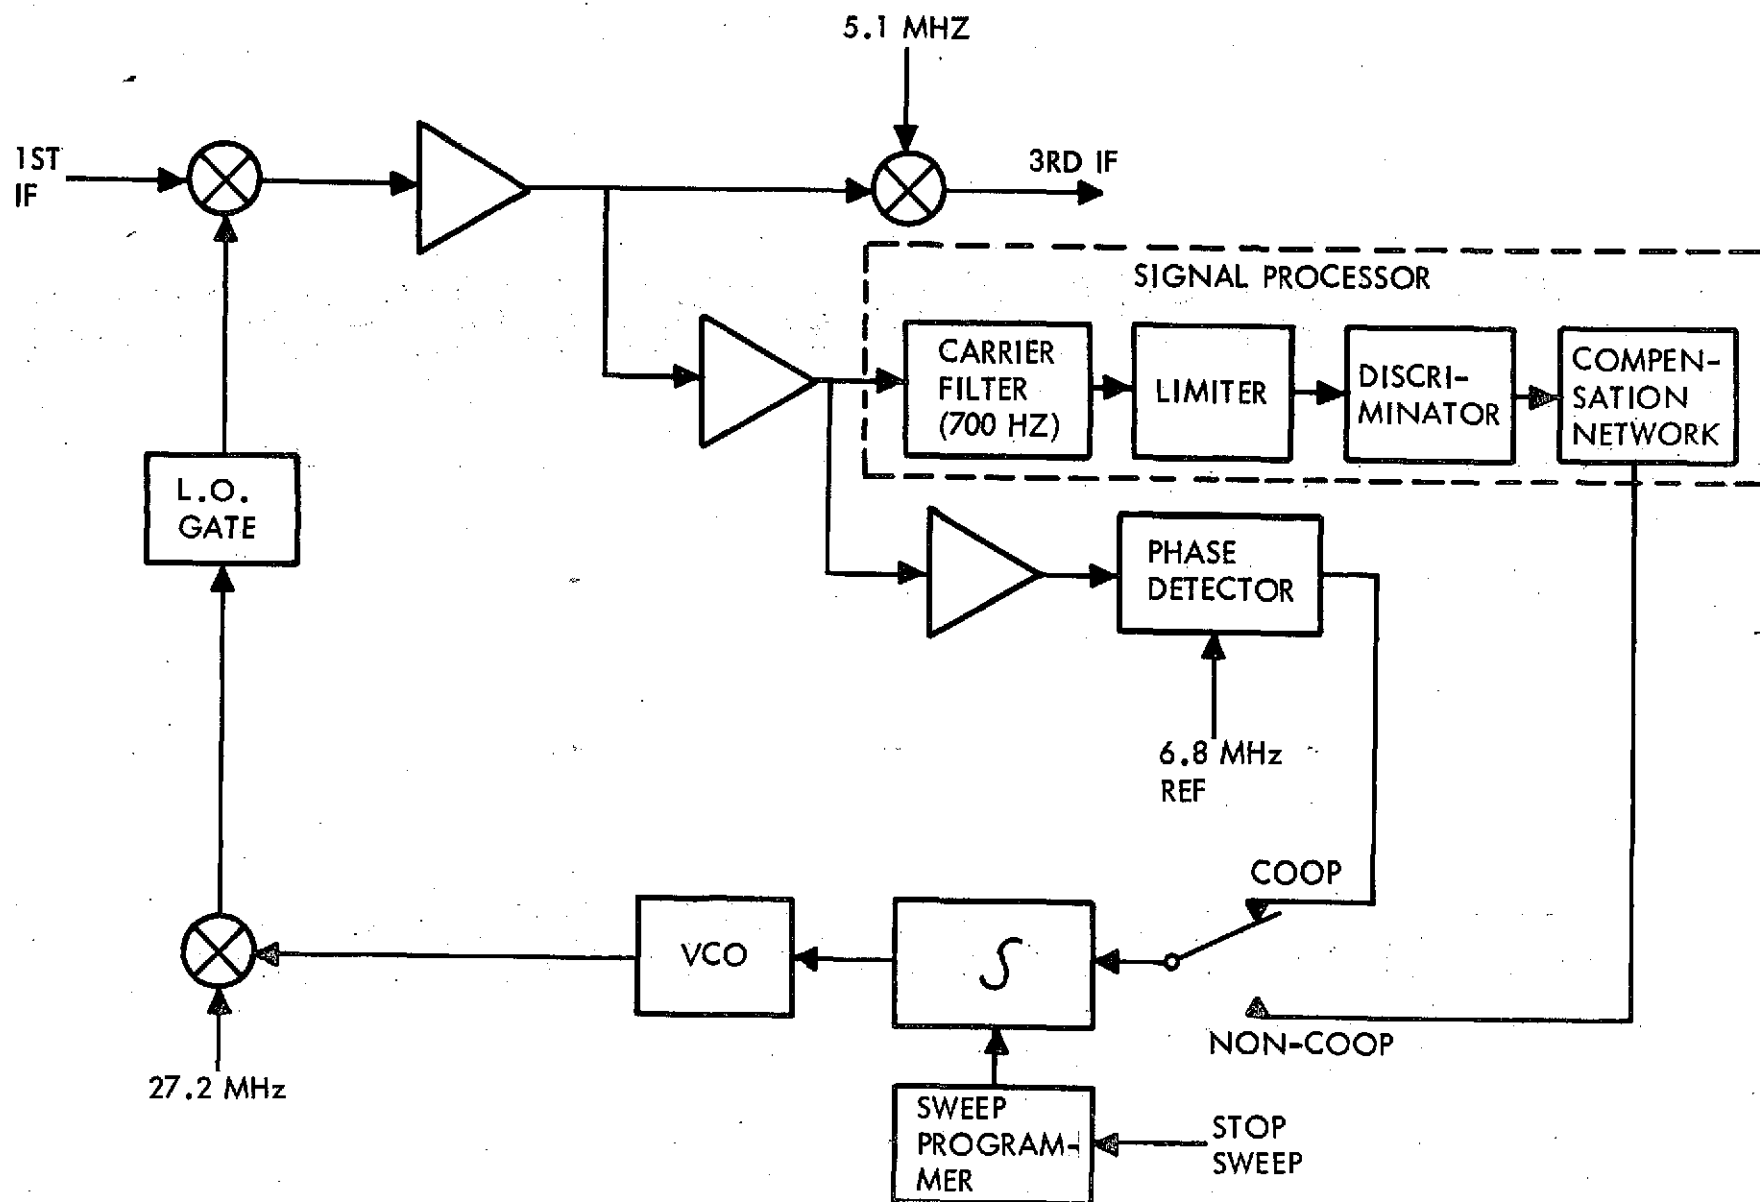 5.1 MHZ
1ST
IF
3RD IF
SIGNAL PROCESSOR
CARRIER
FILTER
(700 HZ)
LIMITER
DISCRI-
MINATOR
COMPEN-
SATION
NETWORK
L.O.
GATE
PHASE
DETECTOR
6.8 MHz
REF
COOP
VCO
∫
NON-COOP
27.2 MHz
SWEEP
PROGRAM-
MER
STOP
SWEEP